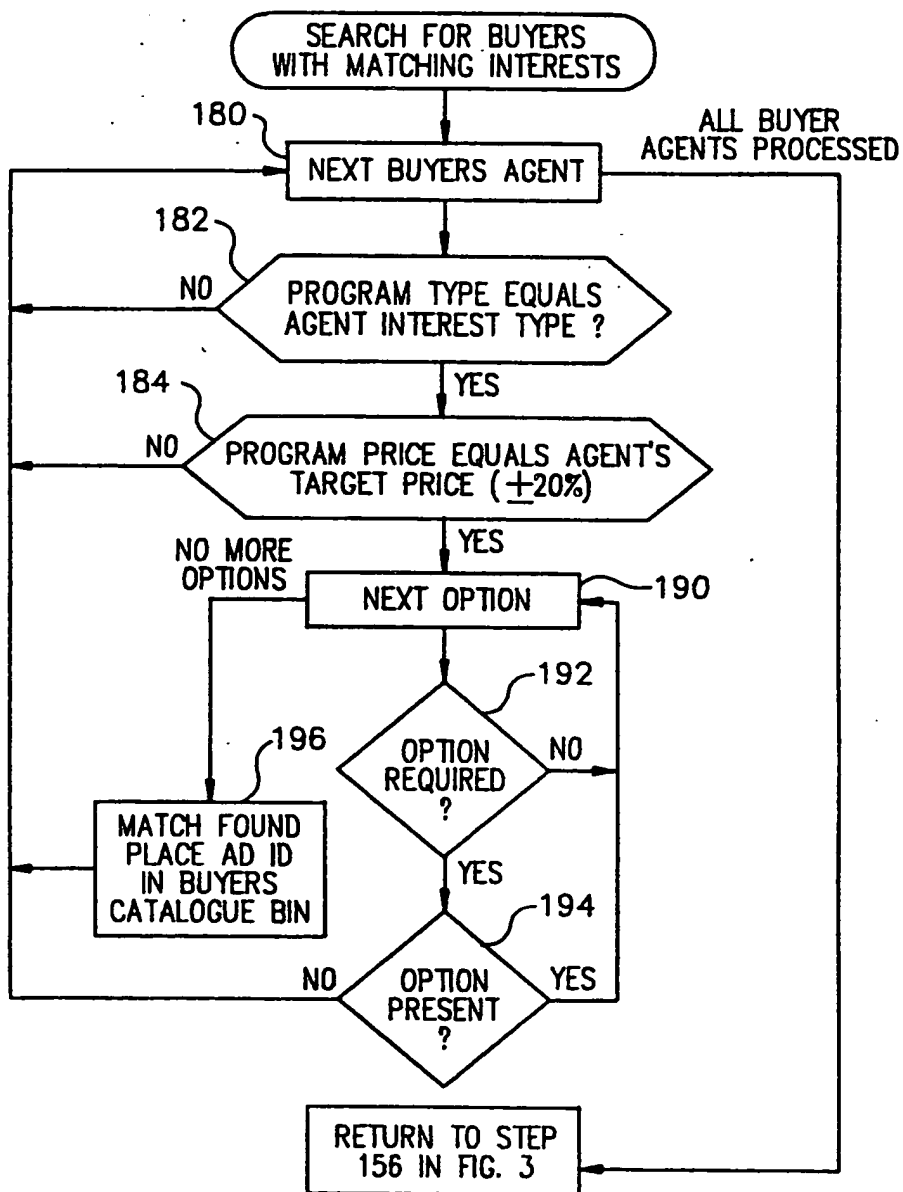 SEARCH FOR BUYERS
WITH MATCHING INTERESTS
180
ALL BUYER
AGENTS PROCESSED
NEXT BUYERS AGENT
182
NO
PROGRAM TYPE EQUALS
AGENT INTEREST TYPE ?
YES
184
NO
PROGRAM PRICE EQUALS AGENT'S
TARGET PRICE (±20%)
YES
NO MORE
OPTIONS
NEXT OPTION
190
192
OPTION
REQUIRED
?
NO
196
MATCH FOUND
PLACE AD ID
IN BUYERS
CATALOGUE BIN
YES
194
NO
OPTION
PRESENT
?
YES
RETURN TO STEP
156 IN FIG. 3